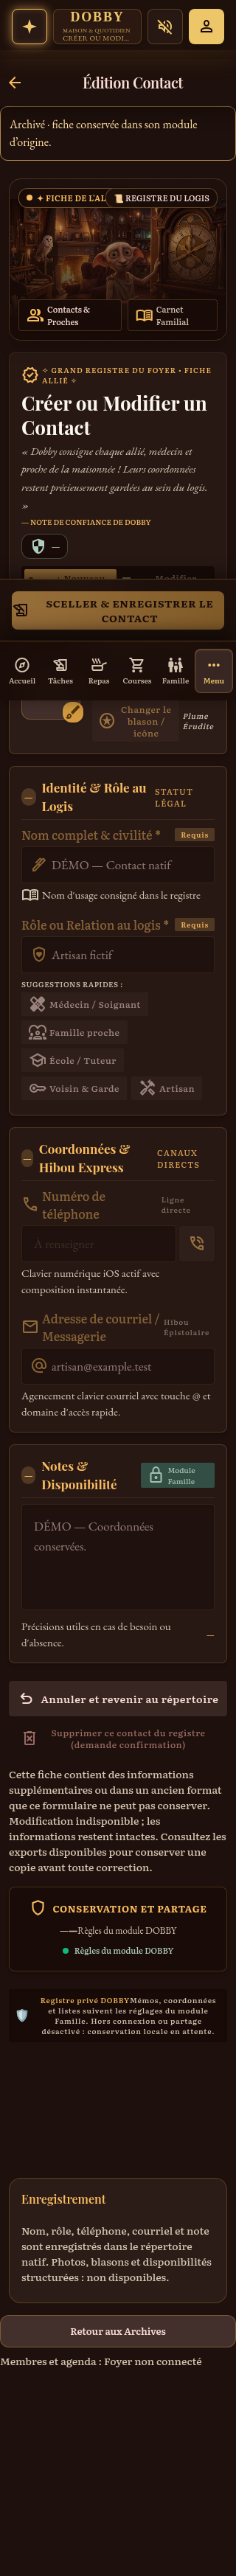 DOBBY
MAISON & QUOTIDIEN
CRÉER OU MODI...
Édition Contact
Archivé · fiche conservée dans son module
d'origine.
✦ FICHE DE L'AL
📜 REGISTRE DU LOGIS
Contacts &
Proches
Carnet
Familial
✧ GRAND REGISTRE DU FOYER • FICHE
ALLIÉ ✧
Créer ou Modifier un
Contact
« Dobby consigne chaque allié, médecin et
proche de la maisonnée ! Leurs coordonnées
restent précieusement gardées au sein du logis.
»
— NOTE DE CONFIANCE DE DOBBY
—
SCELLER & ENREGISTRER LE
CONTACT
Accueil
Tâches
Repas
Courses
Famille
Menu
Changer le
blason /
icône
Plume
Érudite
—
Identité & Rôle au
Logis
STATUT
LÉGAL
Nom complet & civilité *
Requis
DÉMO — Contact natif
Nom d'usage consigné dans le registre
Rôle ou Relation au logis *
Requis
Artisan fictif
SUGGESTIONS RAPIDES :
Médecin / Soignant
Famille proche
École / Tuteur
Voisin & Garde
Artisan
—
Coordonnées &
Hibou Express
CANAUX
DIRECTS
Numéro de
téléphone
Ligne
directe
À renseigner
Clavier numérique iOS actif avec
composition instantanée.
Adresse de courriel /
Messagerie
Hibou
Épistolaire
artisan@example.test
Agencement clavier courriel avec touche @ et
domaine d'accès rapide.
—
Notes &
Disponibilité
Module
Famille
DÉMO — Coordonnées
conservées.
Précisions utiles en cas de besoin ou
d'absence.
—
Annuler et revenir au répertoire
Supprimer ce contact du registre
(demande confirmation)
Cette fiche contient des informations
supplémentaires ou dans un ancien format
que ce formulaire ne peut pas conserver.
Modification indisponible ; les
informations restent intactes. Consultez les
exports disponibles pour conserver une
copie avant toute correction.
CONSERVATION ET PARTAGE
——Règles du module DOBBY
Règles du module DOBBY
Registre privé DOBBYMémos, coordonnées
et listes suivent les réglages du module
Famille. Hors connexion ou partage
désactivé : conservation locale en attente.
Enregistrement
Nom, rôle, téléphone, courriel et note
sont enregistrés dans le répertoire
natif. Photos, blasons et disponibilités
structurées : non disponibles.
Retour aux Archives
Membres et agenda : Foyer non connecté